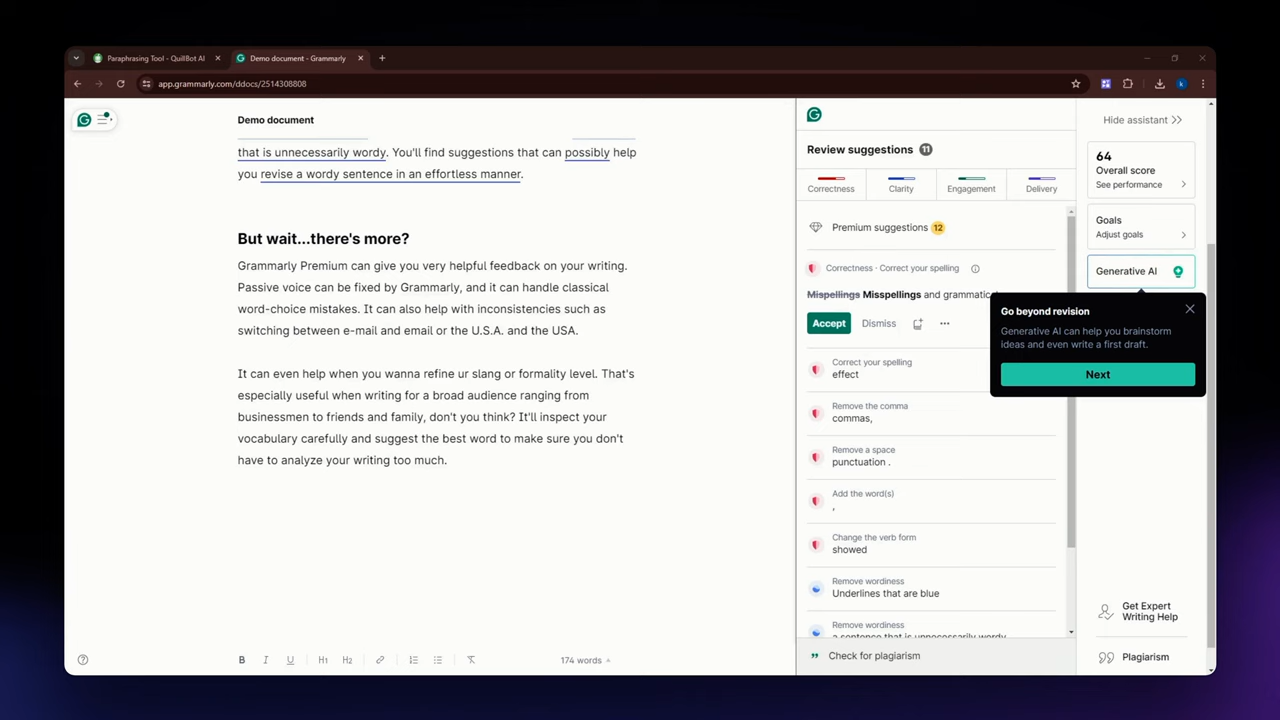 Paraphrasing Tool - QuillBot AI
Demo document - Grammarly
app.grammarly.com/ddocs/2514308808
k
Demo document
that is unnecessarily wordy. You'll find suggestions that can possibly help
you revise a wordy sentence in an effortless manner.
But wait...there's more?
Grammarly Premium can give you very helpful feedback on your writing.
Passive voice can be fixed by Grammarly, and it can handle classical
word-choice mistakes. It can also help with inconsistencies such as
switching between e-mail and email or the U.S.A. and the USA.
It can even help when you wanna refine ur slang or formality level. That's
especially useful when writing for a broad audience ranging from
businessmen to friends and family, don't you think? It'll inspect your
vocabulary carefully and suggest the best word to make sure you don't
have to analyze your writing too much.
B I U H1 H2
174 words
Review suggestions 11
Correctness Clarity Engagement Delivery
Premium suggestions 12
Correctness · Correct your spelling
Mispellings Misspellings and grammatic
Accept Dismiss
Correct your spelling
effect
Remove the comma
commas,
Remove a space
punctuation .
Add the word(s)
,
Change the verb form
showed
Remove wordiness
Underlines that are blue
Remove wordiness
a sentence that is unnecessarily wordy
Check for plagiarism
Hide assistant
64
Overall score
See performance
Goals
Adjust goals
Generative AI
Go beyond revision
Generative AI can help you brainstorm
ideas and even write a first draft.
Next
Get Expert
Writing Help
Plagiarism